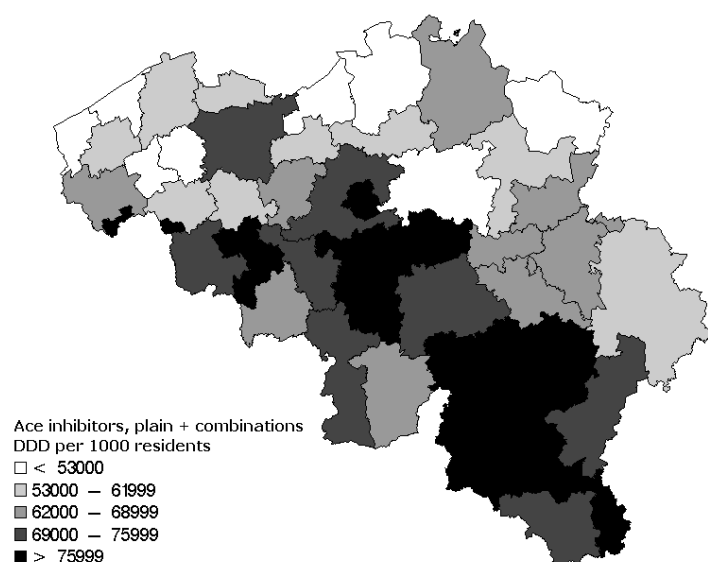 Ace inhibitors, plain + combinations
DDD per 1000 residents
< 53000
53000 – 61999
62000 – 68999
69000 – 75999
> 75999